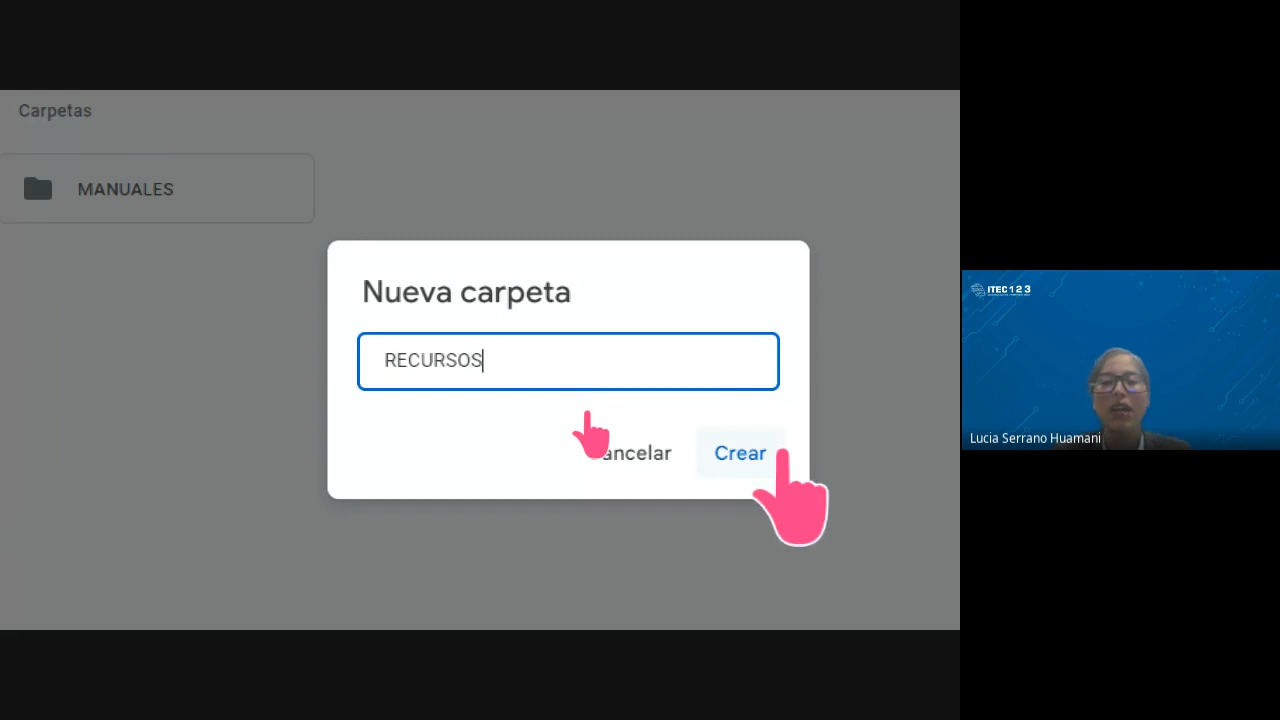 Carpetas
MANUALES
Nueva carpeta
RECURSOS
ancelar
Crear
ITEC 1 2 3
Lucia Serrano Huamani